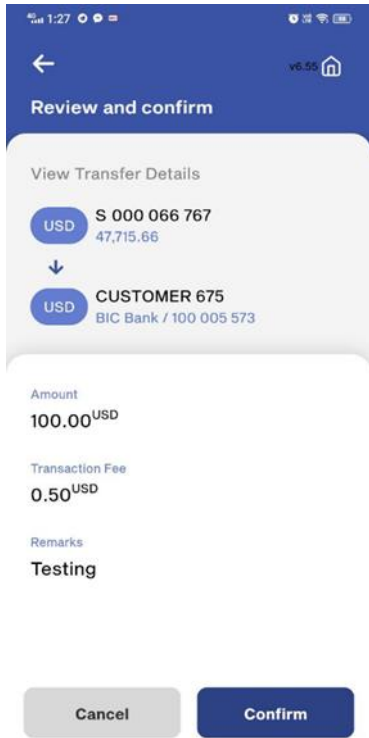 1:27
v6.55
Review and confirm
View Transfer Details
USD
S 000 066 767
47,715.66
USD
CUSTOMER 675
BIC Bank / 100 005 573
Amount
100.00USD
Transaction Fee
0.50USD
Remarks
Testing
Cancel
Confirm